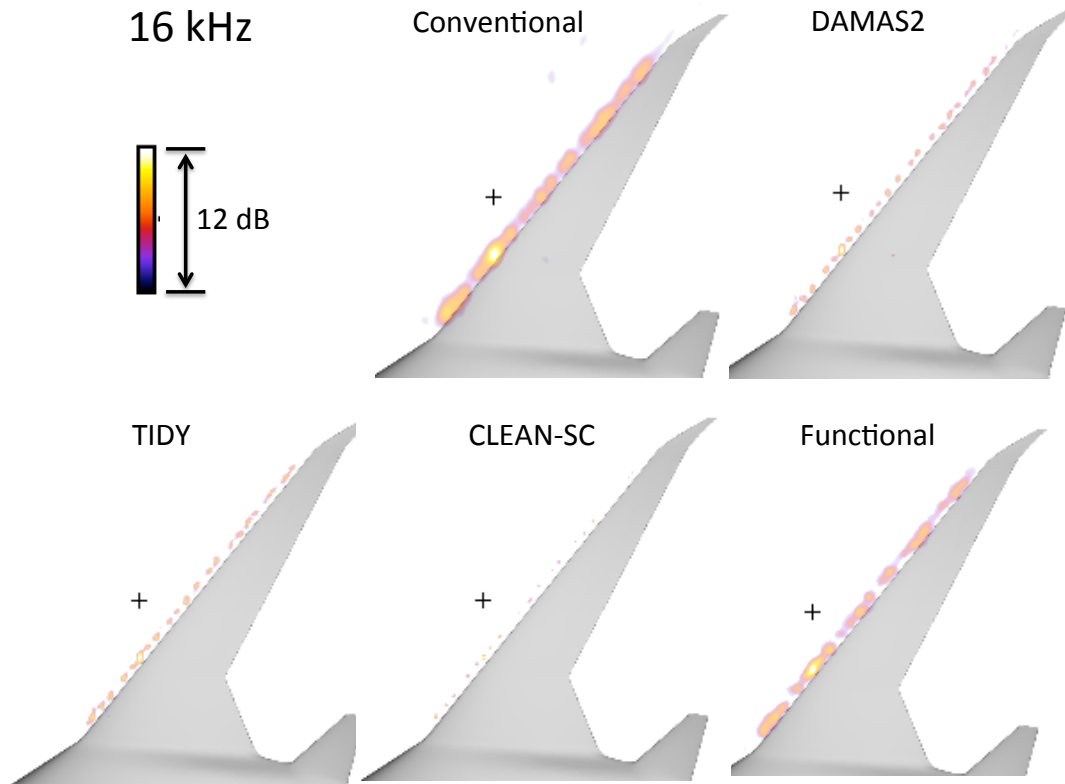 16 kHz
Conventional
DAMAS2
12 dB
TIDY
CLEAN-SC
Functional